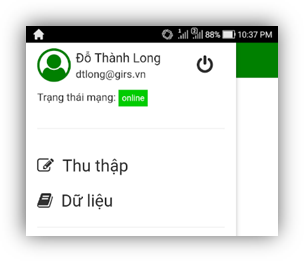 88% 10:37 PM
Đỗ Thành Long
dtlong@girs.vn
Trạng thái mạng: online
Thu thập
Dữ liệu